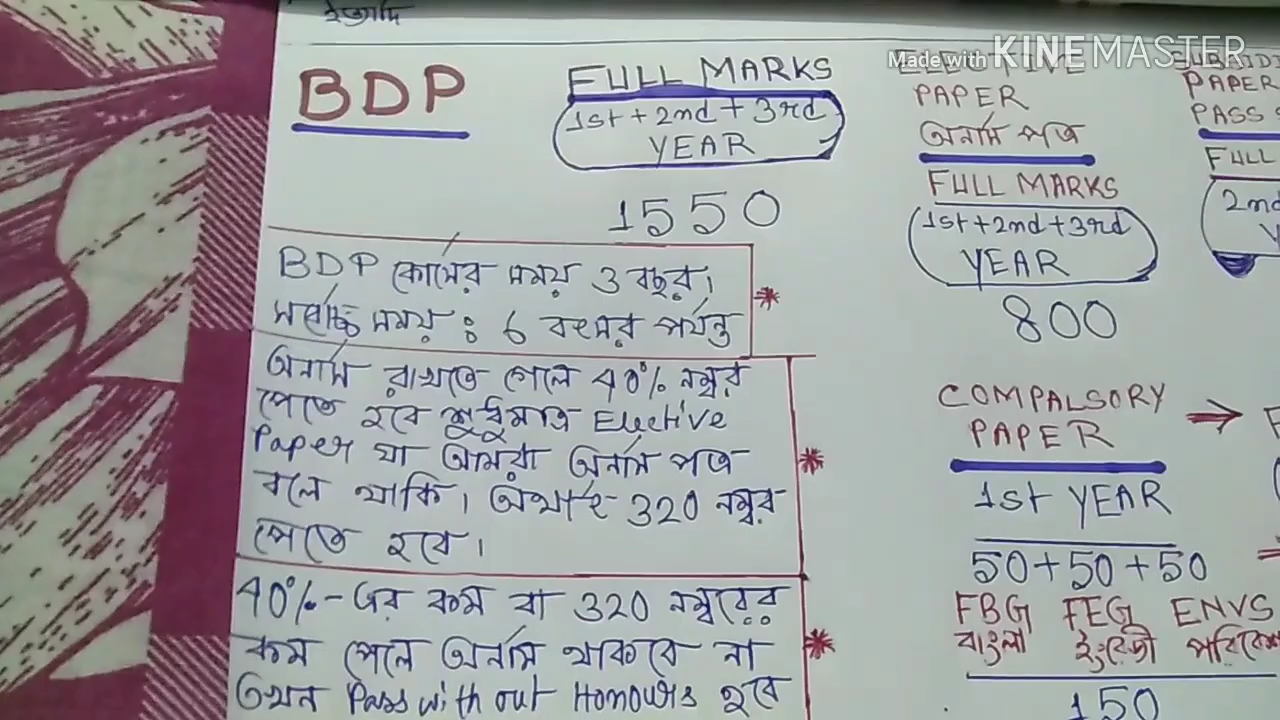 ইত্যাদি
Made with KINEMASTER
BDP
FULL MARKS
1st+2nd+3rd
YEAR
1550
BDP কোর্সের সময় 3 বছর।
সর্বোচ্চ সময় : 6 বৎসর পর্যন্ত
অনার্স রাখতে গেলে 40% নম্বর
পেতে হবে শুধুমাত্র Elective
Paper যা আমরা অনার্স পত্র
বলে থাকি। অর্থাৎ 320 নম্বর
পেতে হবে।
40%-এর কম বা 320 নম্বরের
কম পেলে অনার্স থাকবে না
তখন Pass with out Honours হবে
ELECTIVE
PAPER
অনার্স পত্র
FULL MARKS
1st+2nd+3rd
YEAR
800
COMPALSORY
PAPER
1st YEAR
50+50+50
FBG FEG ENVS
বাংলা ইংরেজী
150
PAPER
PASS
FULL
2nd